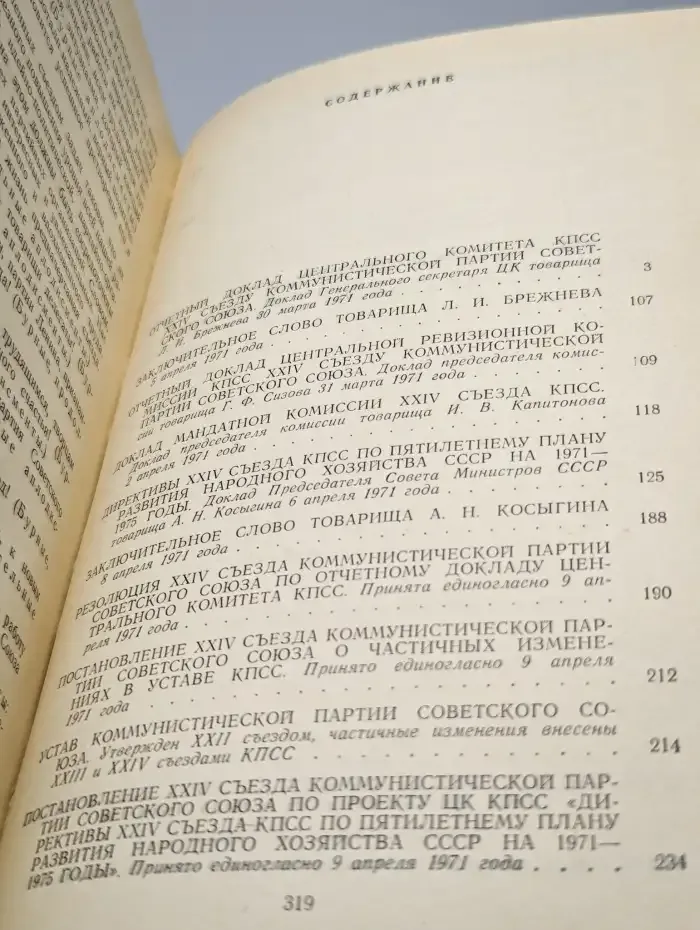 СОДЕРЖАНИЕ
ОТЧЕТНЫЙ ДОКЛАД ЦЕНТРАЛЬНОГО КОМИТЕТА КПСС
XXIV СЪЕЗДУ КОММУНИСТИЧЕСКОЙ ПАРТИИ СОВЕТ-
СКОГО СОЮЗА. Доклад Генерального секретаря ЦК товарища
Л. И. Брежнева 30 марта 1971 года . . . . . . . . . . 3
ЗАКЛЮЧИТЕЛЬНОЕ СЛОВО ТОВАРИЩА Л. И. БРЕЖНЕВА
5 апреля 1971 года . . . . . . . . . . 107
ОТЧЕТНЫЙ ДОКЛАД ЦЕНТРАЛЬНОЙ РЕВИЗИОННОЙ КО-
МИССИИ КПСС XXIV СЪЕЗДУ КОММУНИСТИЧЕСКОЙ
ПАРТИИ СОВЕТСКОГО СОЮЗА. Доклад председателя комис-
сии товарища Г. Ф. Сизова 31 марта 1971 года . . . . . . 109
ДОКЛАД МАНДАТНОЙ КОМИССИИ XXIV СЪЕЗДА КПСС.
Доклад председателя комиссии товарища И. В. Капитонова
2 апреля 1971 года . . . . . . . . . . 118
ДИРЕКТИВЫ XXIV СЪЕЗДА КПСС ПО ПЯТИЛЕТНЕМУ ПЛАНУ
РАЗВИТИЯ НАРОДНОГО ХОЗЯЙСТВА СССР НА 1971—
1975 ГОДЫ. Доклад Председателя Совета Министров СССР
товарища А. Н. Косыгина 6 апреля 1971 года . . . . . . 125
ЗАКЛЮЧИТЕЛЬНОЕ СЛОВО ТОВАРИЩА А. Н. КОСЫГИНА
8 апреля 1971 года . . . . . . . . . . 188
РЕЗОЛЮЦИЯ XXIV СЪЕЗДА КОММУНИСТИЧЕСКОЙ ПАРТИИ
СОВЕТСКОГО СОЮЗА ПО ОТЧЕТНОМУ ДОКЛАДУ ЦЕН-
ТРАЛЬНОГО КОМИТЕТА КПСС. Принята единогласно 9 ап-
реля 1971 года . . . . . . . . . . 190
ПОСТАНОВЛЕНИЕ XXIV СЪЕЗДА КОММУНИСТИЧЕСКОЙ ПАР-
ТИИ СОВЕТСКОГО СОЮЗА О ЧАСТИЧНЫХ ИЗМЕНЕ-
НИЯХ В УСТАВЕ КПСС. Принято единогласно 9 апреля
1971 года . . . . . . . . . . 212
УСТАВ КОММУНИСТИЧЕСКОЙ ПАРТИИ СОВЕТСКОГО СО-
ЮЗА. Утвержден XXII съездом, частичные изменения внесены
XXIII и XXIV съездами КПСС . . . . . . . . . . 214
ПОСТАНОВЛЕНИЕ XXIV СЪЕЗДА КОММУНИСТИЧЕСКОЙ ПАР-
ТИИ СОВЕТСКОГО СОЮЗА ПО ПРОЕКТУ ЦК КПСС «ДИ-
РЕКТИВЫ XXIV СЪЕЗДА КПСС ПО ПЯТИЛЕТНЕМУ ПЛАНУ
РАЗВИТИЯ НАРОДНОГО ХОЗЯЙСТВА СССР НА 1971—
1975 ГОДЫ». Принято единогласно 9 апреля 1971 года . . . . 234
319